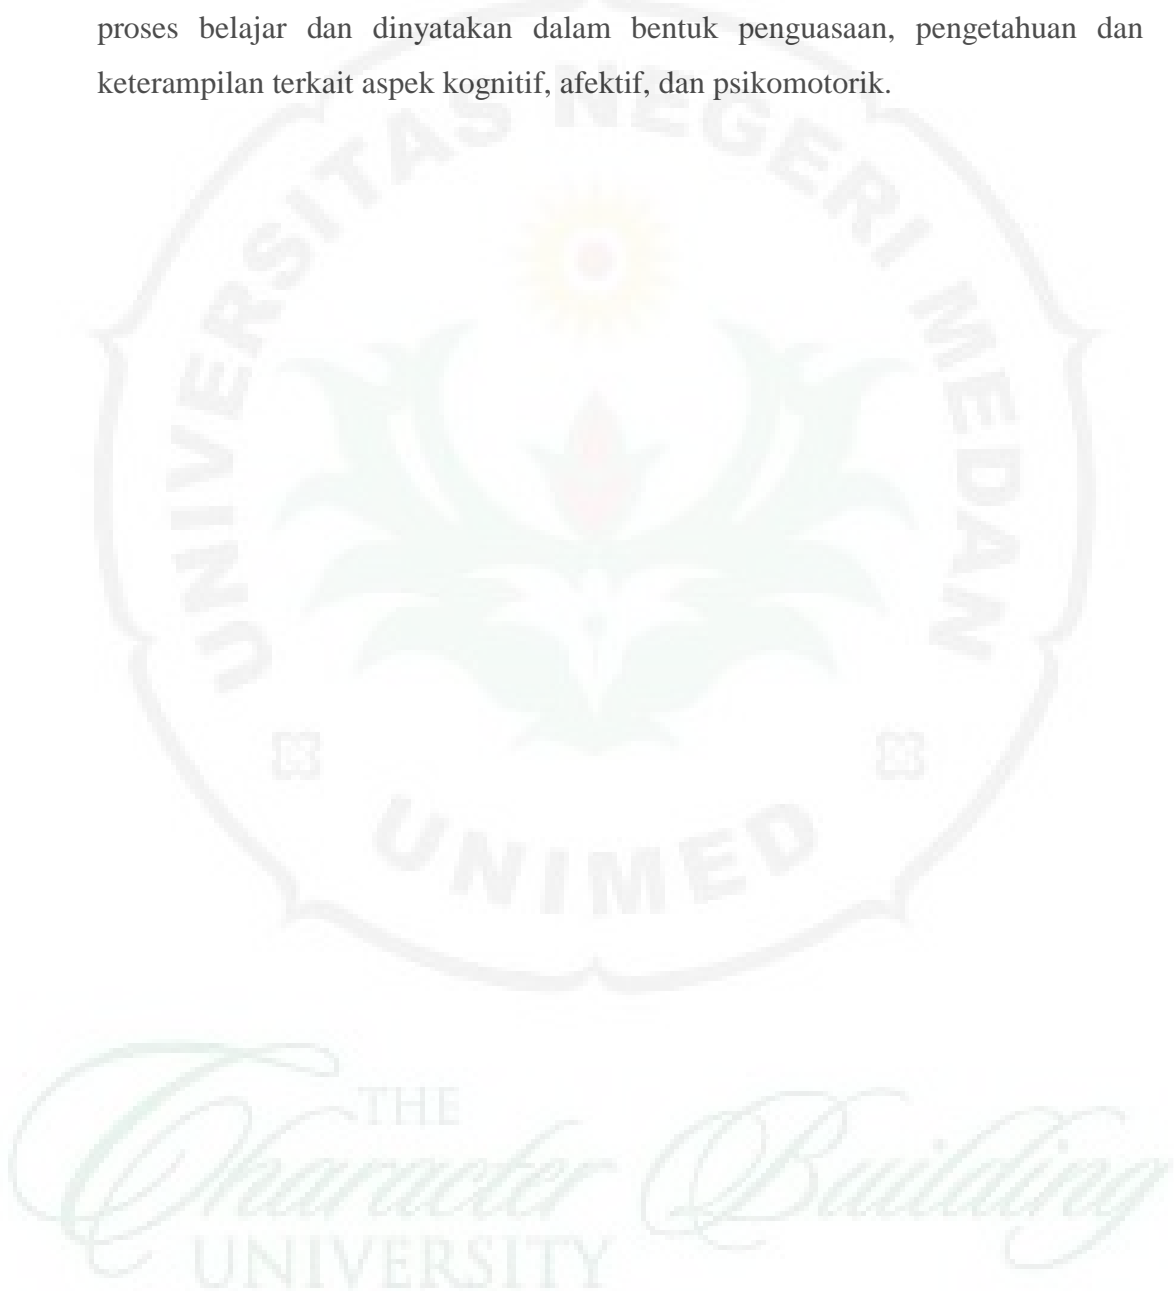 proses belajar dan dinyatakan dalam bentuk penguasaan, pengetahuan dan
keterampilan terkait aspek kognitif, afektif, dan psikomotorik.
UNIVERSITAS NEGERI MEDAN
UNIMED
THE
Character Building
UNIVERSITY